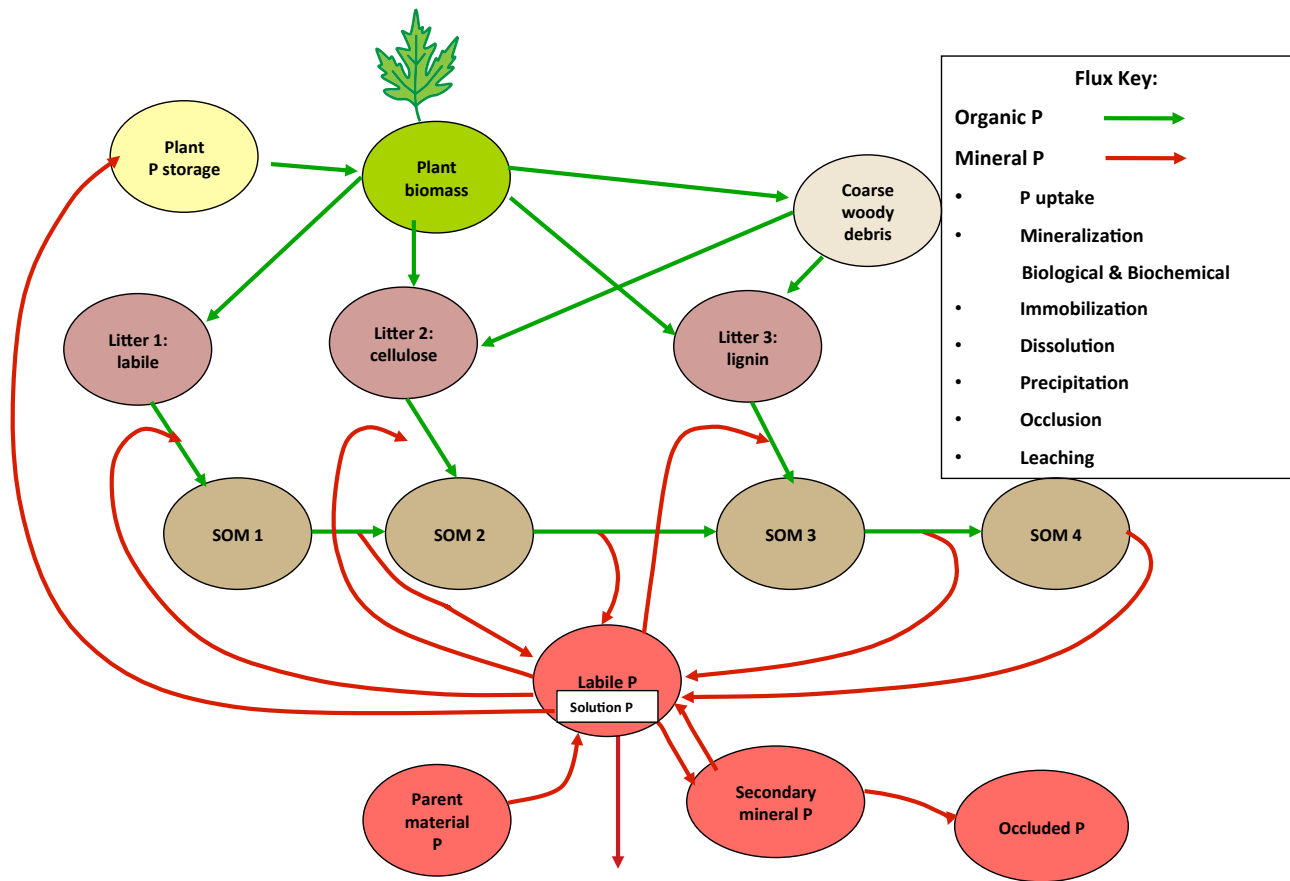 Flux Key:
Organic P
Mineral P
• P uptake
• Mineralization
Biological & Biochemical
• Immobilization
• Dissolution
• Precipitation
• Occlusion
• Leaching
Plant
P storage
Plant
biomass
Coarse
woody
debris
Litter 1:
labile
Litter 2:
cellulose
Litter 3:
lignin
SOM 1
SOM 2
SOM 3
SOM 4
Labile P
Solution P
Parent
material
P
Secondary
mineral P
Occluded P